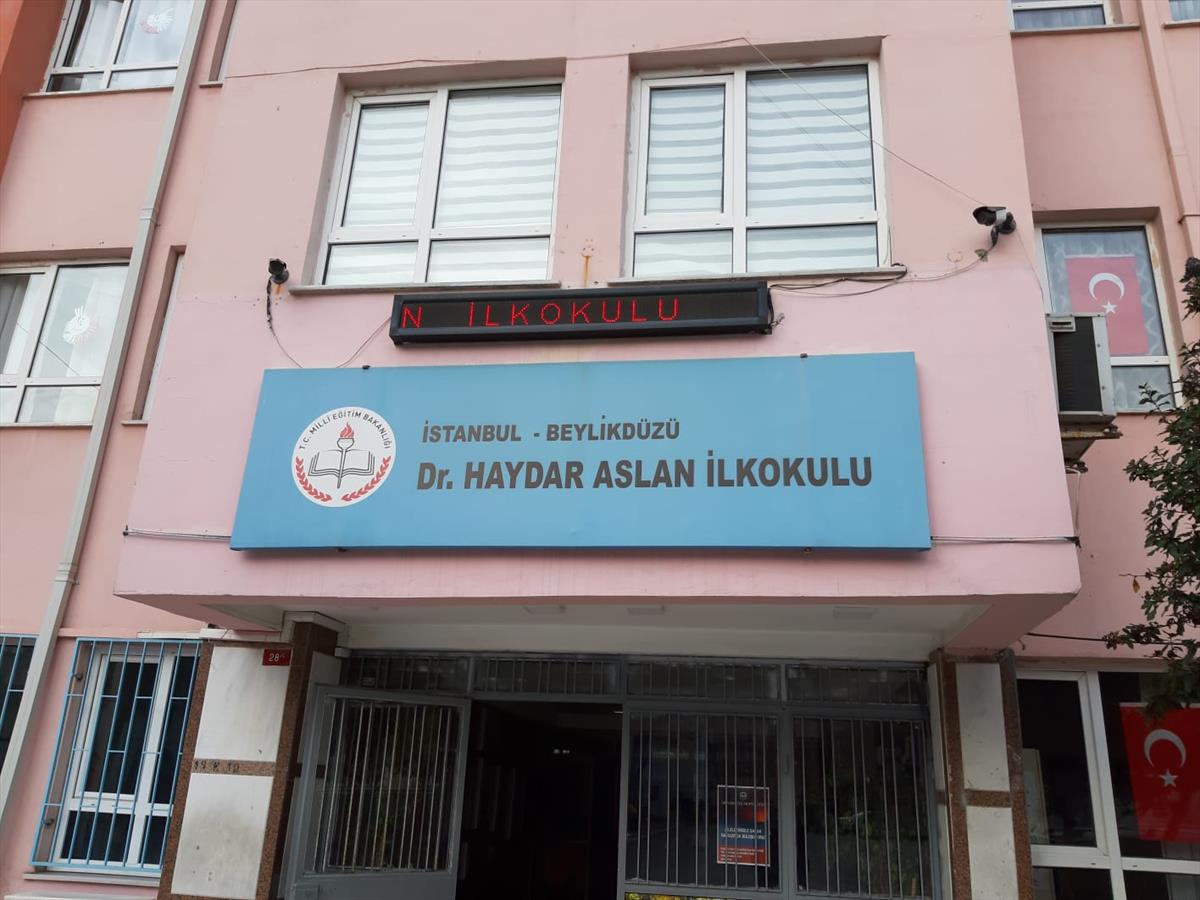 N İLKOKULU
T.C. MİLLİ EĞİTİM BAKANLIĞI
İSTANBUL - BEYLİKDÜZÜ
Dr. HAYDAR ASLAN İLKOKULU
28